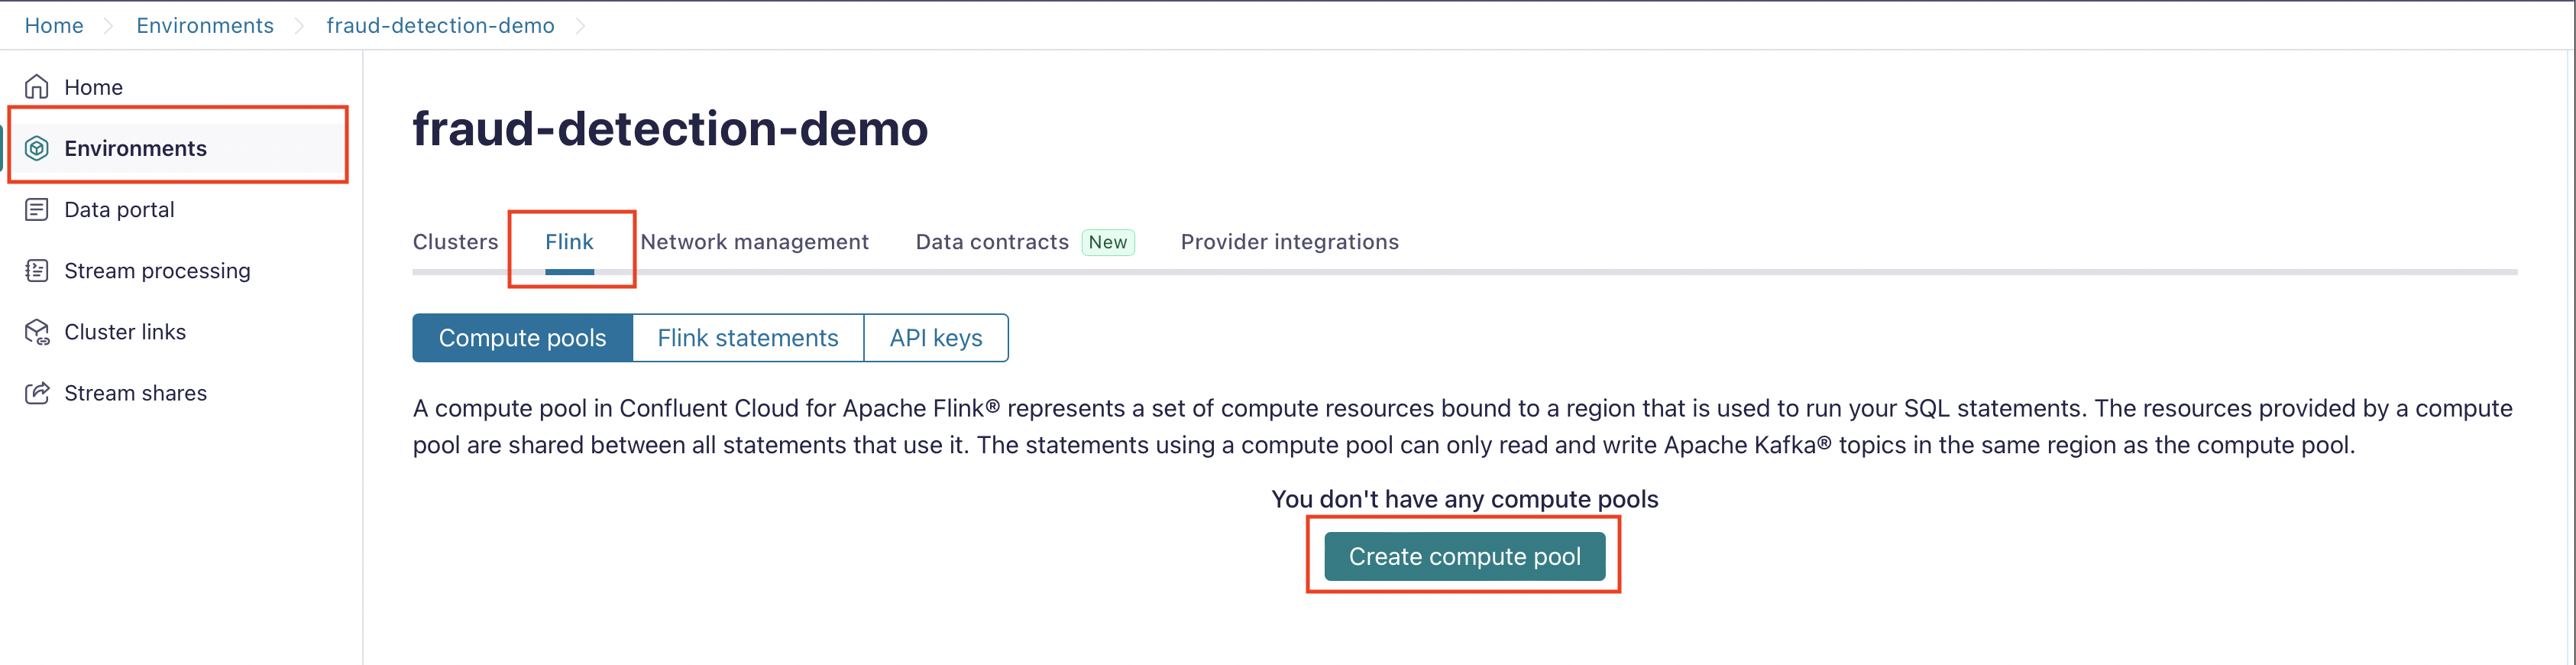 Home Environments fraud-detection-demo
Home
Environments
Data portal
Stream processing
Cluster links
Stream shares
fraud-detection-demo
Clusters Flink Network management Data contracts New Provider integrations
Compute pools Flink statements API keys
A compute pool in Confluent Cloud for Apache Flink® represents a set of compute resources bound to a region that is used to run your SQL statements. The resources provided by a compute
pool are shared between all statements that use it. The statements using a compute pool can only read and write Apache Kafka® topics in the same region as the compute pool.
You don't have any compute pools
Create compute pool